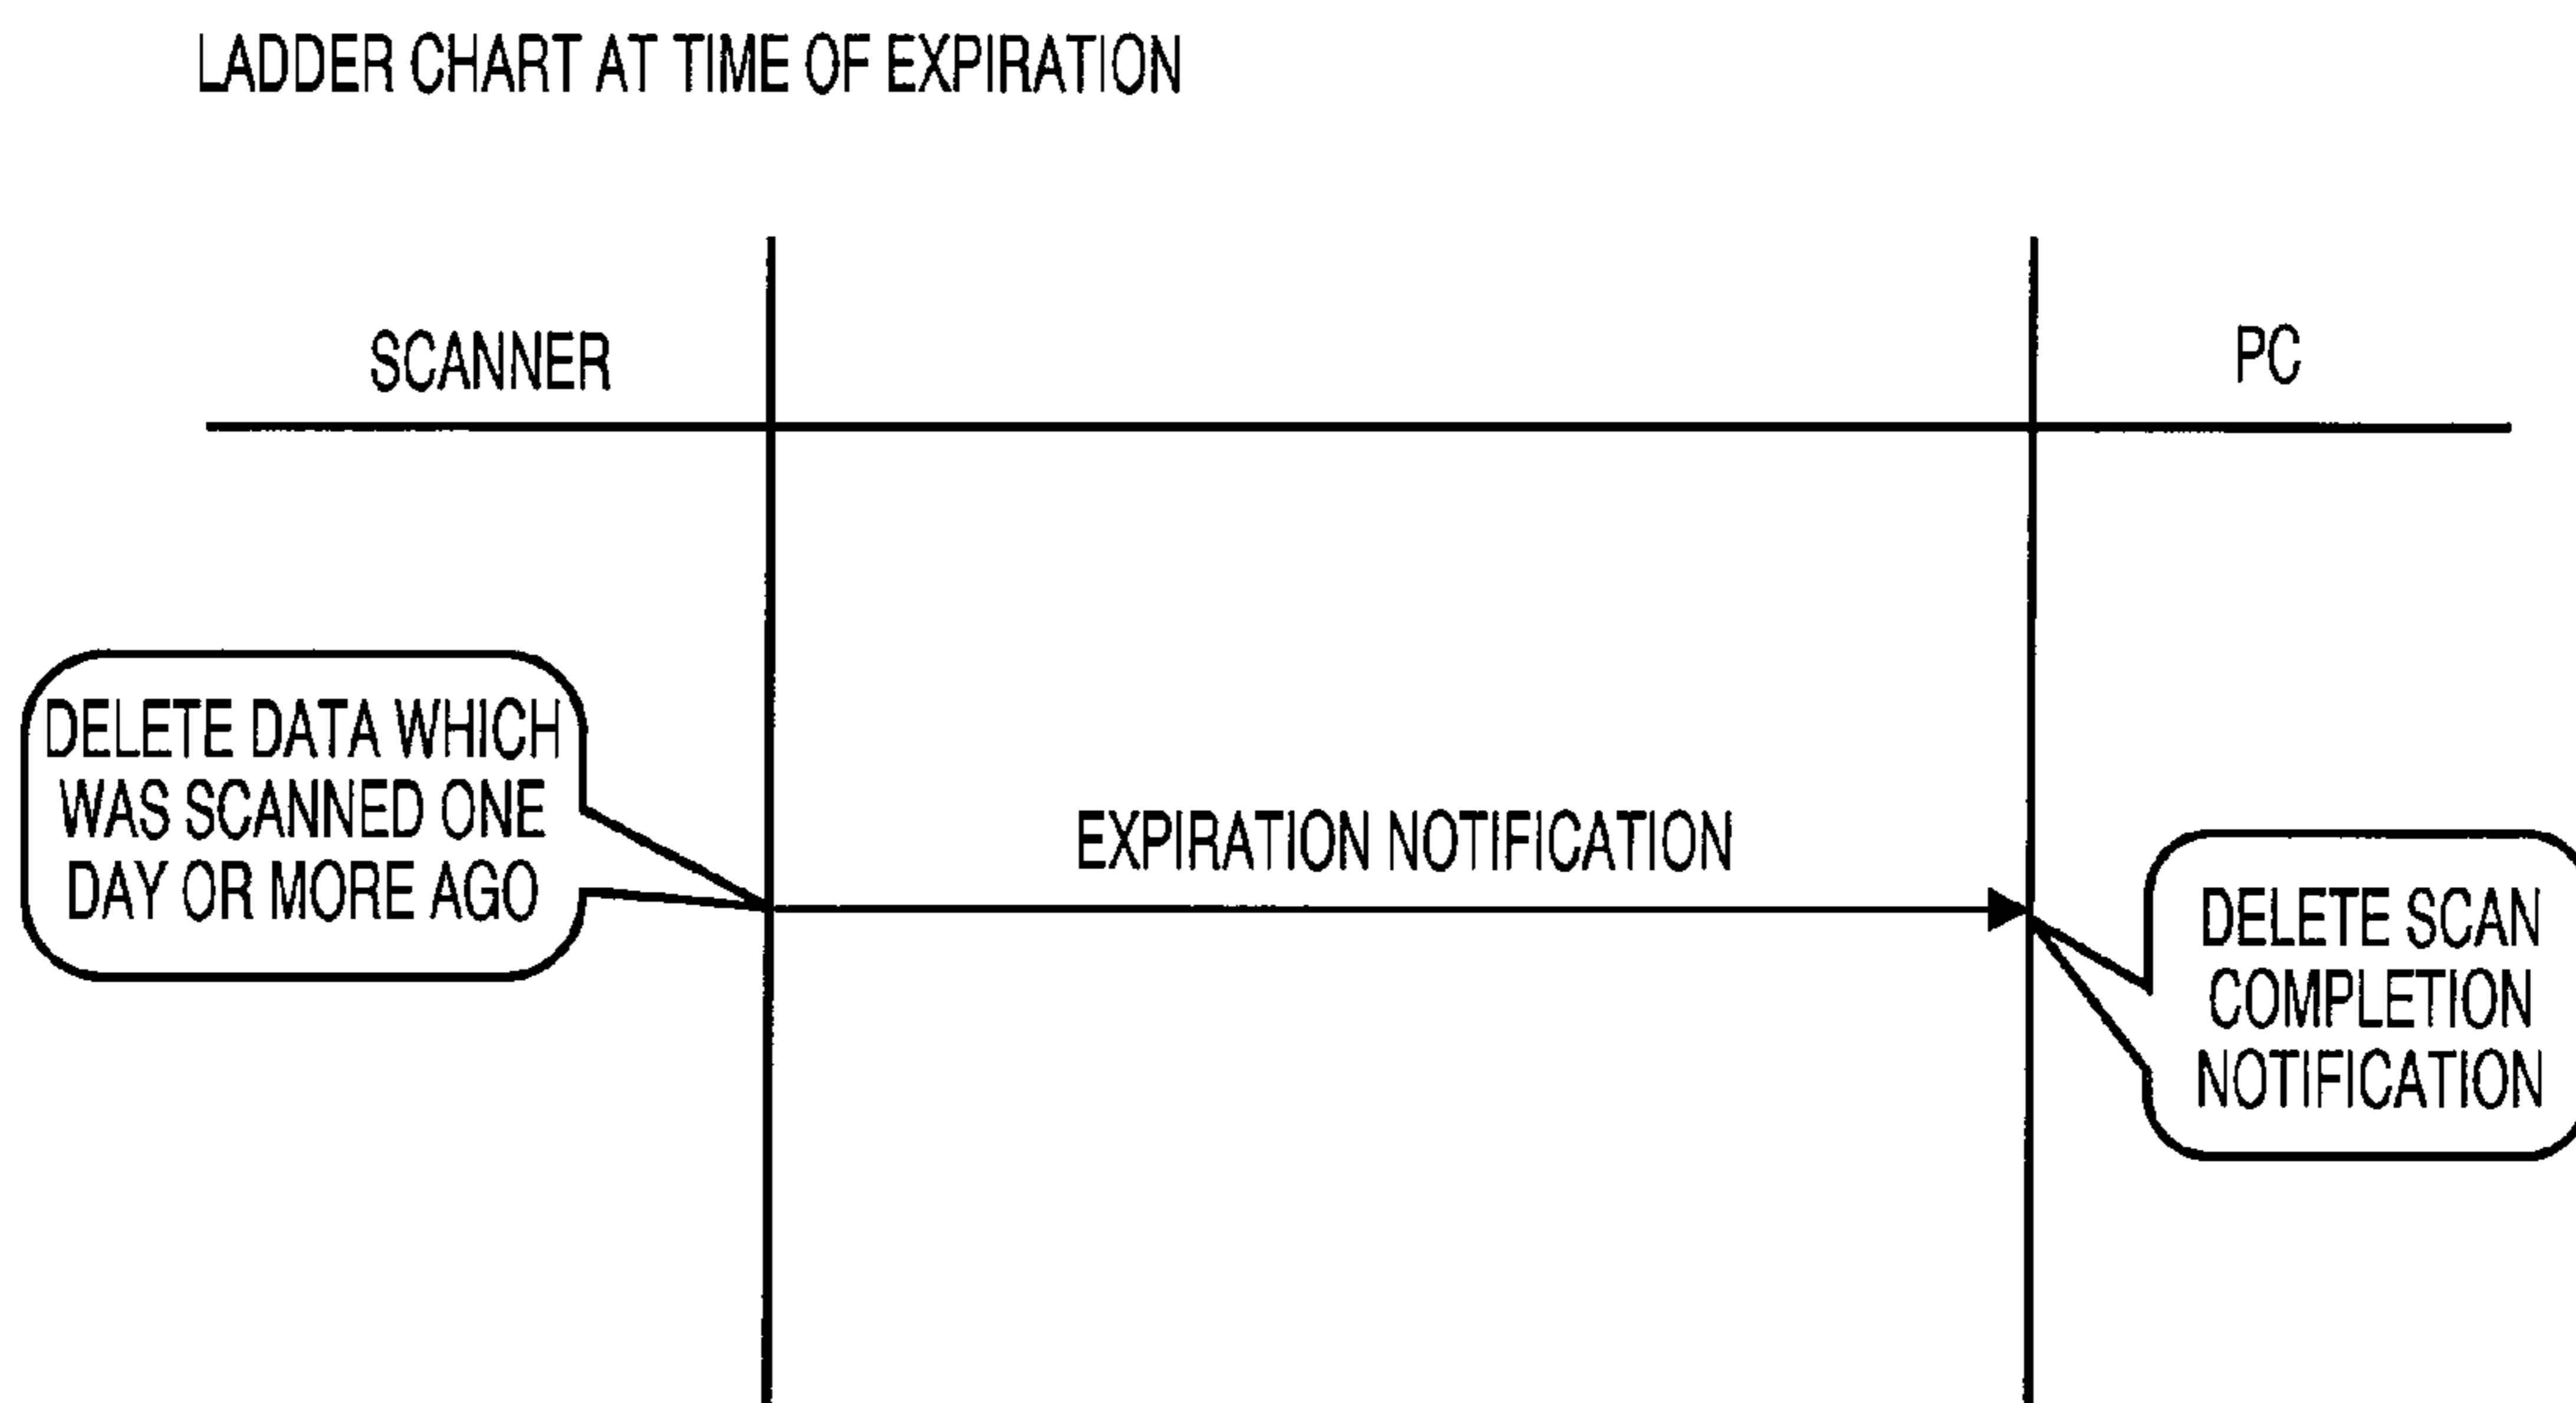 LADDER CHART AT TIME OF EXPIRATION
SCANNER
PC
DELETE DATA WHICH
WAS SCANNED ONE
DAY OR MORE AGO
EXPIRATION NOTIFICATION
DELETE SCAN
COMPLETION
NOTIFICATION